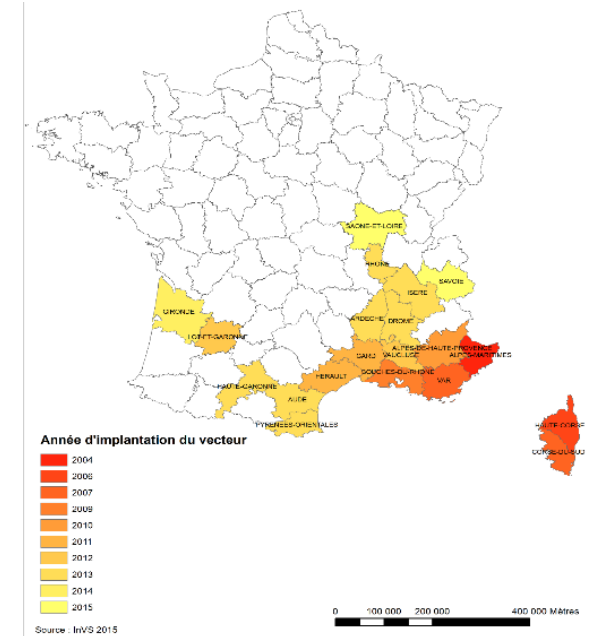 SAONE-ET-LOIRE
RHONE
SAVOIE
ISERE
GIRONDE
ARDECHE
DROME
LOT-ET-GARONNE
ALPES-DE-HAUTE-PROVENCE
GARD
VAUCLUSE
ALPES-MARITIMES
BOUCHES-DU-RHONE
HERAULT
VAR
HAUTE-GARONNE
AUDE
PYRENEES-ORIENTALES
HAUTE-CORSE
CORSE-DU-SUD
Année d'implantation du vecteur
2004
2006
2007
2009
2010
2011
2012
2013
2014
2015
0 100 000 200 000 400 000 Mètres
Source : InVS 2015